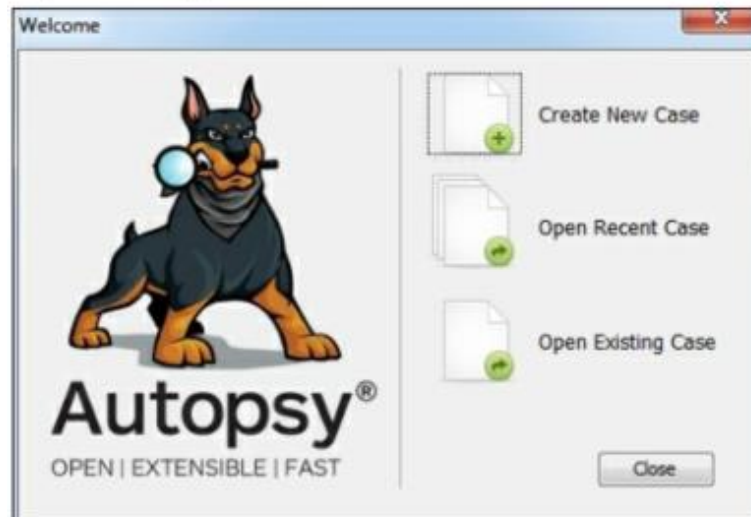 Welcome
Create New Case
Open Recent Case
Open Existing Case
Autopsy®
OPEN | EXTENSIBLE | FAST
Close